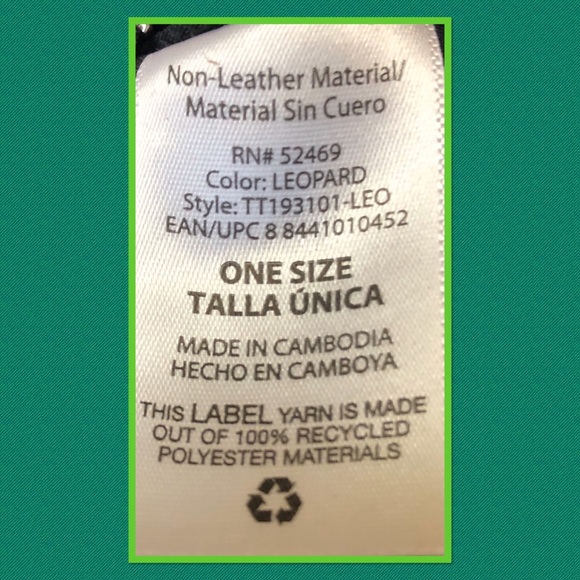 Non-Leather Material/
Material Sin Cuero
RN# 52469
Color: LEOPARD
Style: TT193101-LEO
EAN/UPC 8 8441010452
ONE SIZE
TALLA ÚNICA
MADE IN CAMBODIA
HECHO EN CAMBOYA
THIS LABEL YARN IS MADE
OUT OF 100% RECYCLED
POLYESTER MATERIALS